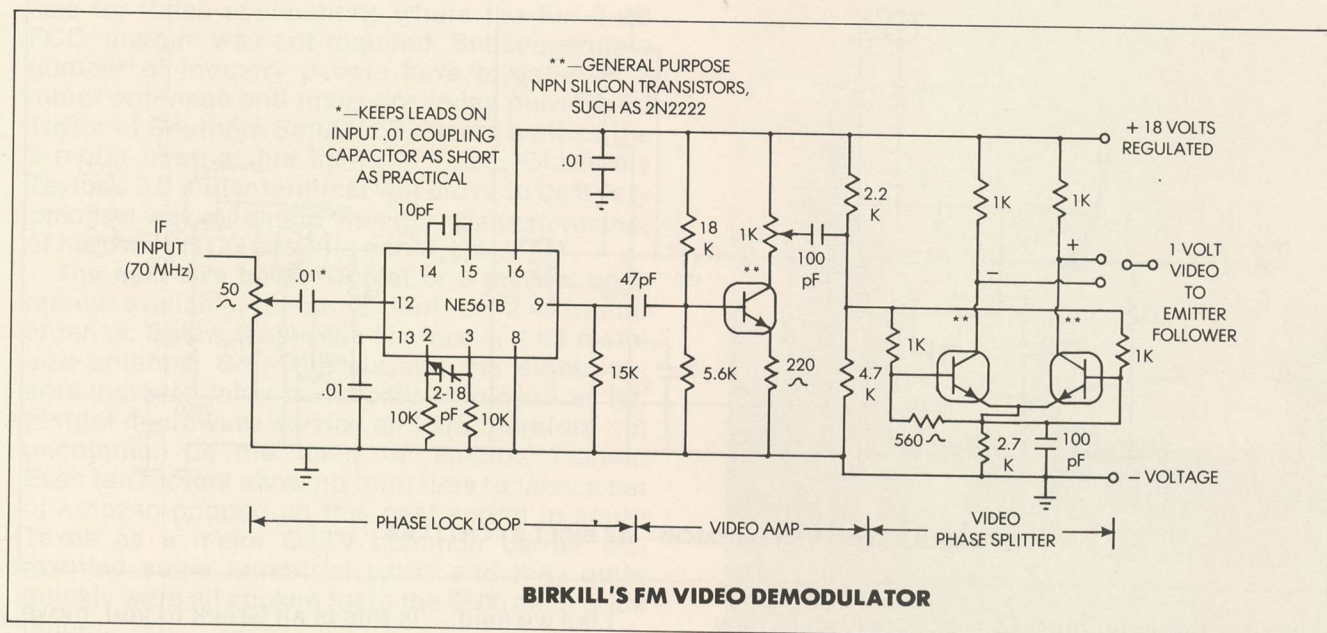 **—GENERAL PURPOSE
NPN SILICON TRANSISTORS,
SUCH AS 2N2222
*—KEEPS LEADS ON
INPUT .01 COUPLING
CAPACITOR AS SHORT
AS PRACTICAL
+ 18 VOLTS
REGULATED
.01
10pF
14 15 16
IF
INPUT
(70 MHz)
50
.01*
12
NE561B
9
13 2 3 8
.01
2-18
pF
10K
10K
47pF
15K
18
K
5.6K
1K
**
220
100
pF
2.2
K
4.7
K
1K
1K
+
−
1 VOLT
VIDEO
TO
EMITTER
FOLLOWER
1K
**
**
1K
560
2.7
K
100
pF
− VOLTAGE
PHASE LOCK LOOP
VIDEO AMP
VIDEO
PHASE SPLITTER
BIRKILL'S FM VIDEO DEMODULATOR